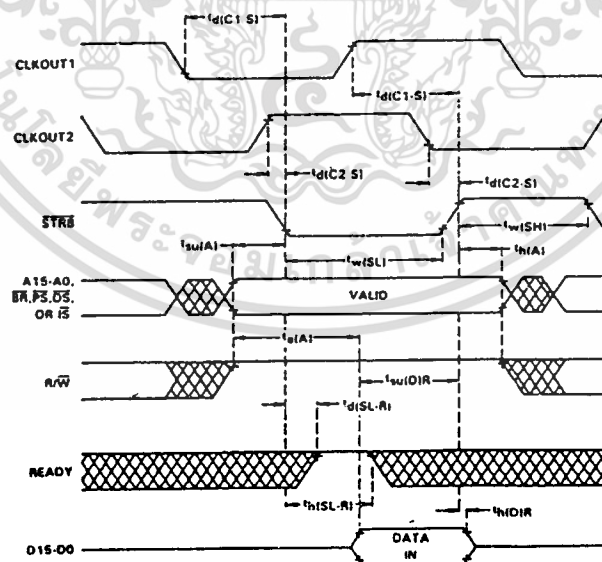 td(C1-S)
CLKOUT1
td(C1-S)
CLKOUT2
td(C2-S)
td(C2-S)
STRB
tsu(A)
tw(SL)
tw(SH)
th(A)
A15-A0,
BR,PS,DS,
OR IS
VALID
ta(A)
R/W
tsu(D)R
td(SL-R)
READY
th(SL-R)
th(D)R
D15-D0
DATA
IN